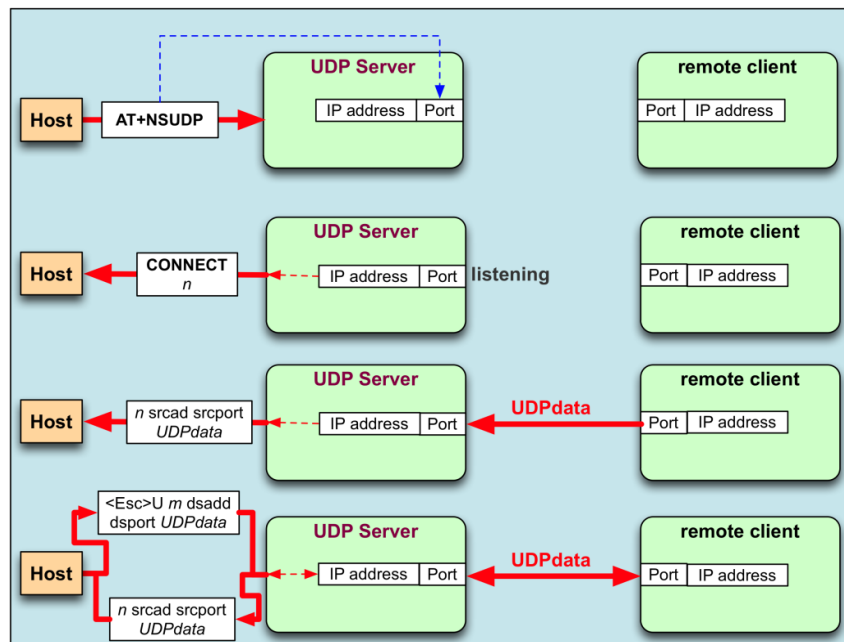 UDP Server
remote client
Host
AT+NSUDP
IP address
Port
Port
IP address
UDP Server
remote client
Host
CONNECT
n
IP address
Port
listening
Port
IP address
UDP Server
remote client
Host
n srcad srcport
UDPdata
IP address
Port
UDPdata
Port
IP address
<Esc>U m dsadd
dsport UDPdata
UDP Server
remote client
Host
IP address
Port
UDPdata
Port
IP address
n srcad srcport
UDPdata